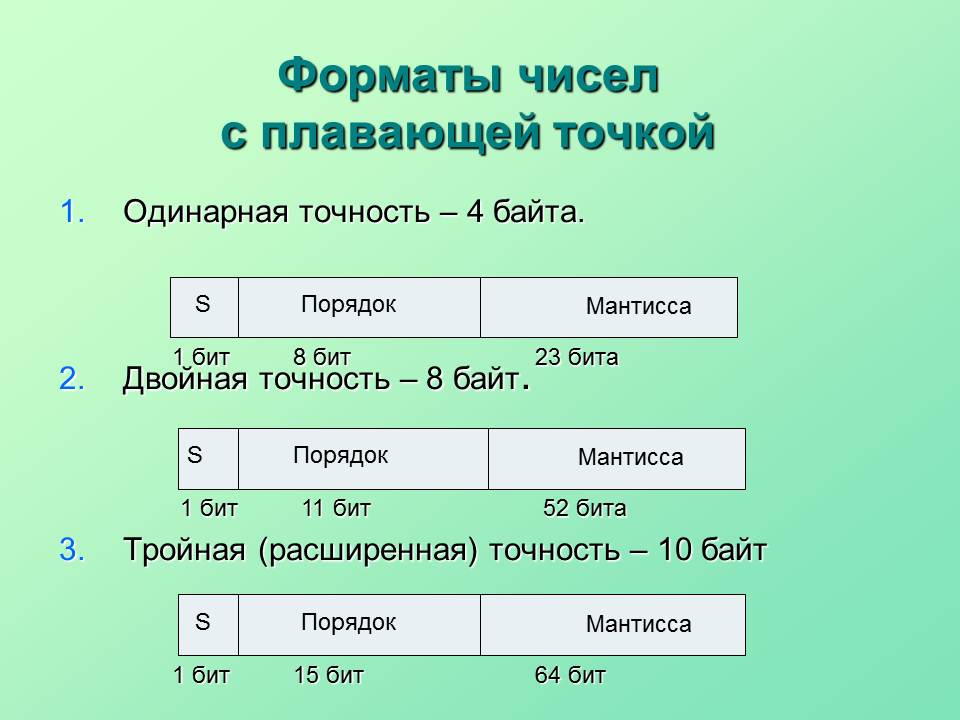 Форматы чисел
с плавающей точкой
1. Одинарная точность – 4 байта.
S Порядок Мантисса
1 бит 8 бит 23 бита
2. Двойная точность – 8 байт.
S Порядок Мантисса
1 бит 11 бит 52 бита
3. Тройная (расширенная) точность – 10 байт
S Порядок Мантисса
1 бит 15 бит 64 бит